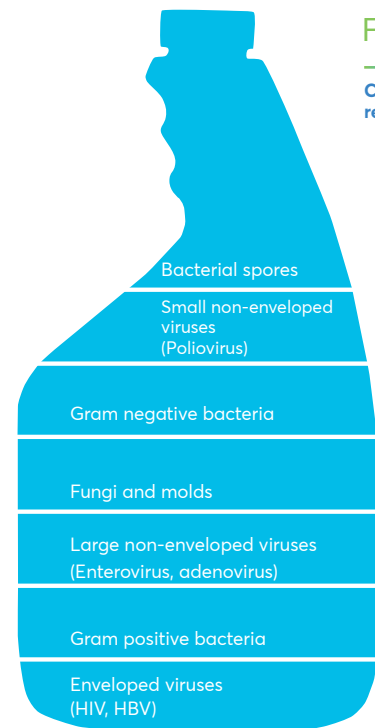 Bacterial spores
Small non-enveloped
viruses
(Poliovirus)
Gram negative bacteria
Fungi and molds
Large non-enveloped viruses
(Enterovirus, adenovirus)
Gram positive bacteria
Enveloped viruses
(HIV, HBV)